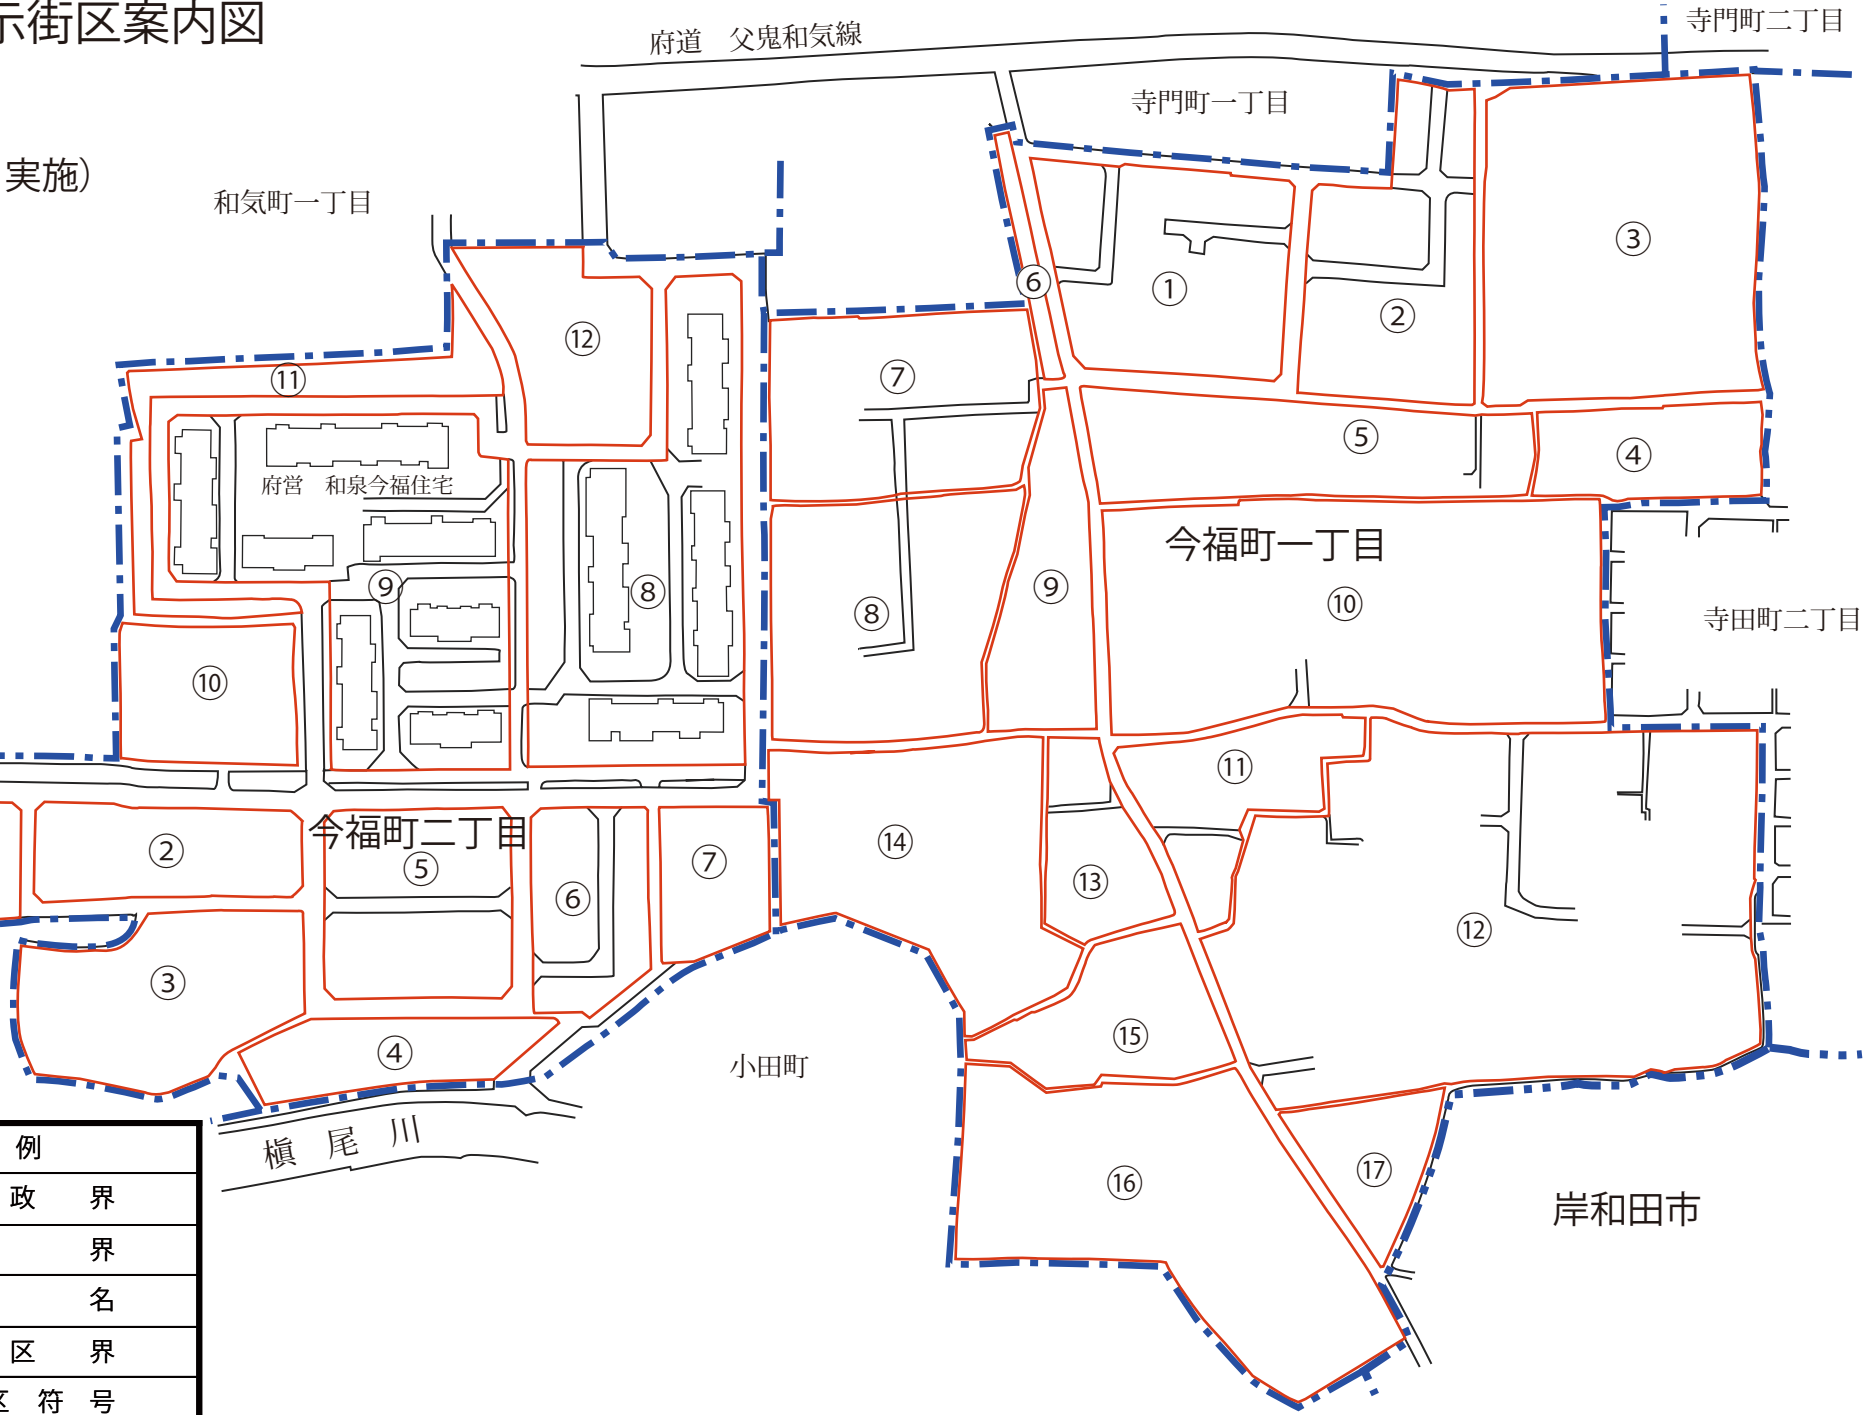 示街区案内図
寺門町二丁目
府道　父鬼和気線
寺門町一丁目
実施）
和気町一丁目
③
⑥
①
②
⑫
⑦
⑪
⑤
④
府営　和泉今福住宅
今福町一丁目
⑨
⑧
⑧
⑨
⑩
寺田町二丁目
⑩
⑪
今福町二丁目
②
⑤
⑦
⑭
⑬
⑥
⑫
③
④
⑮
小田町
槇尾川
例
政　界
界
名
区　界
区符号
⑯
⑰
岸和田市